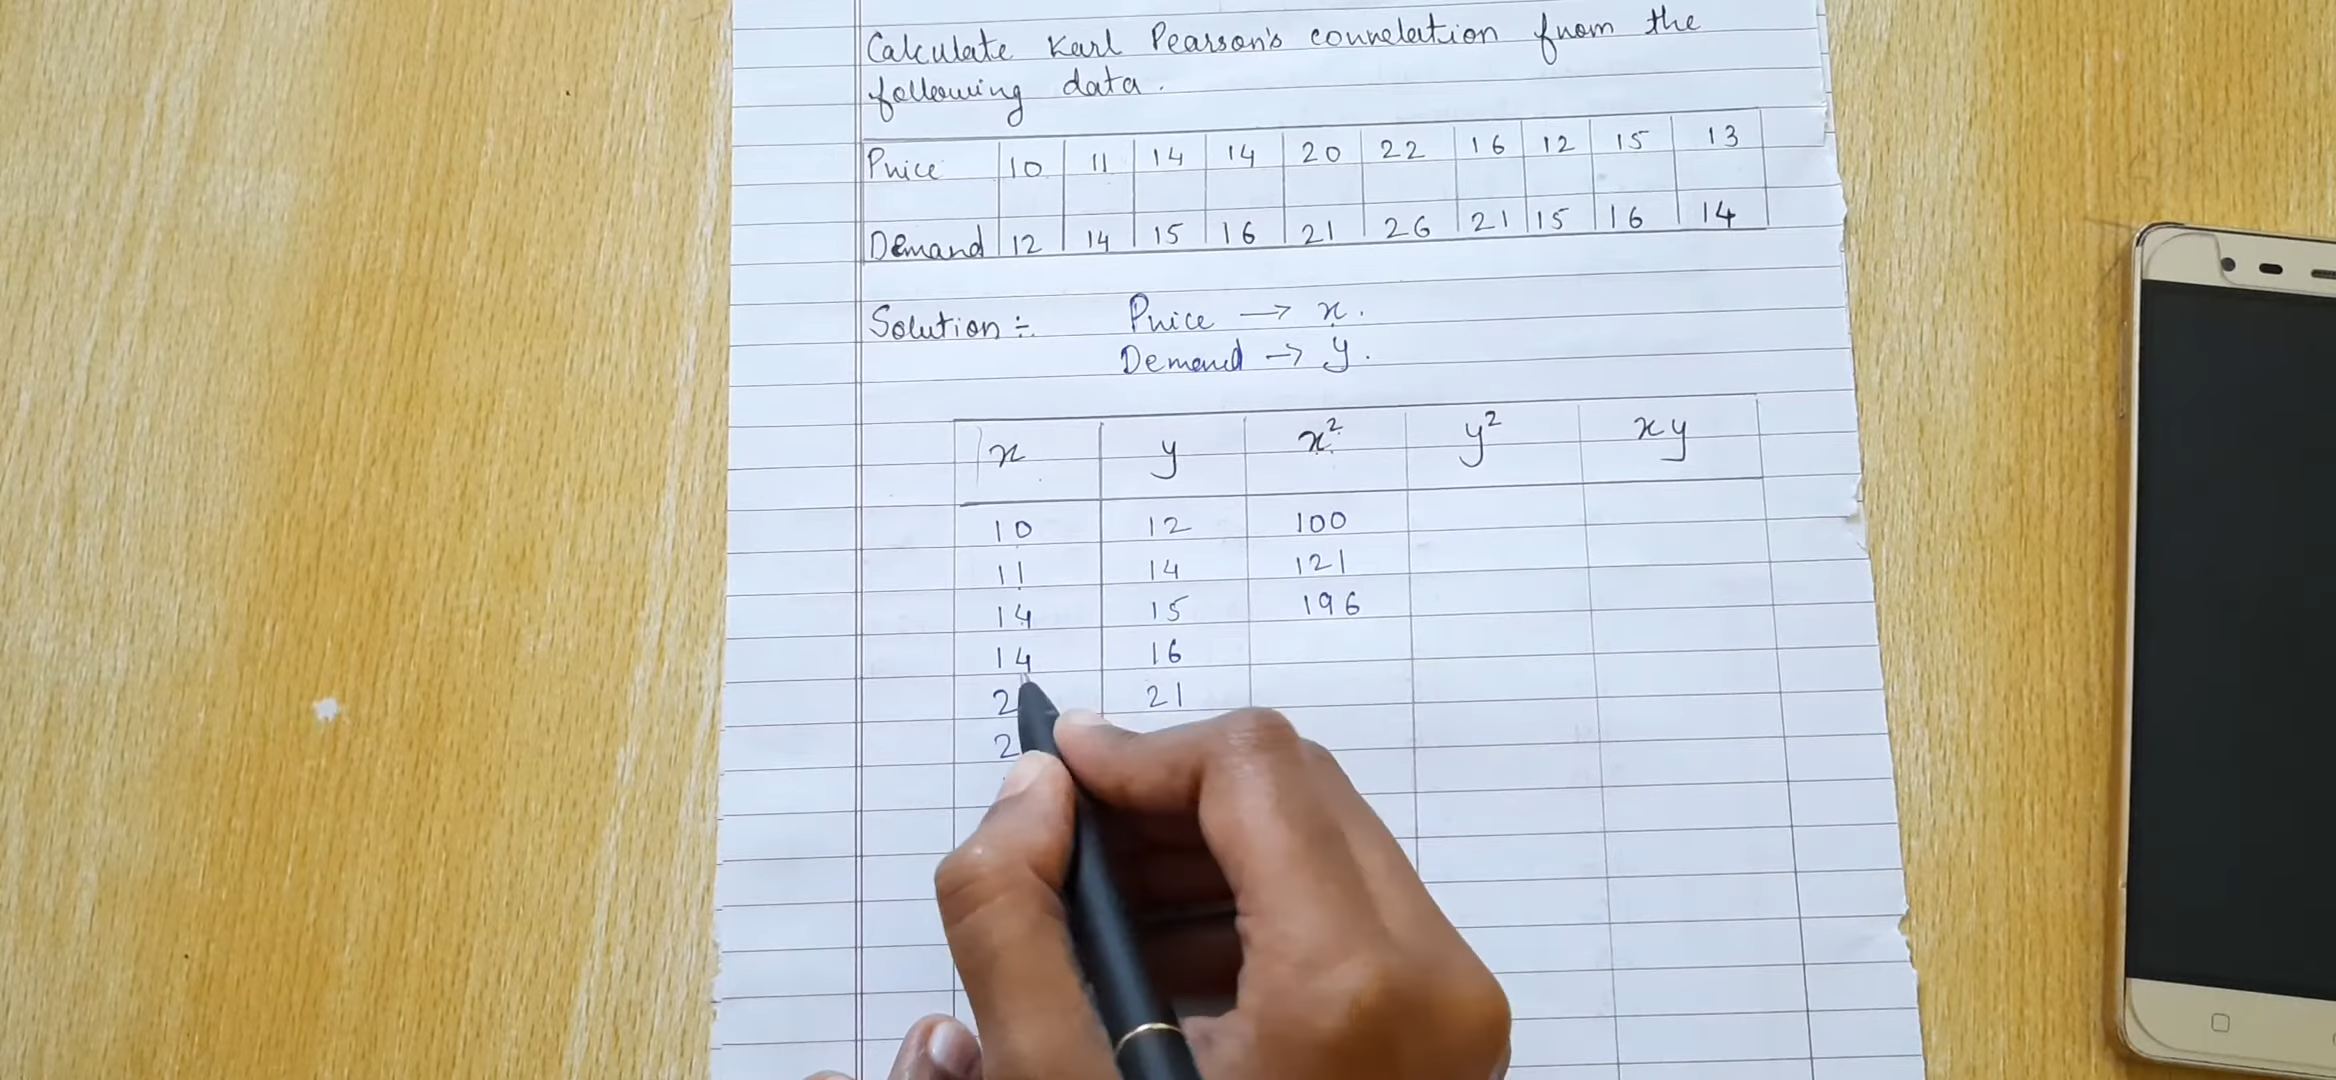 Calculate Karl Pearson's correlation from the
following data.
Price 10 11 14 14 20 22 16 12 15 13
Demand 12 14 15 16 21 26 21 15 16 14
Solution ÷ Price → x.
Demand → y.
x y x² y² xy
10 12 100
11 14 121
14 15 196
14 16
2 21
2